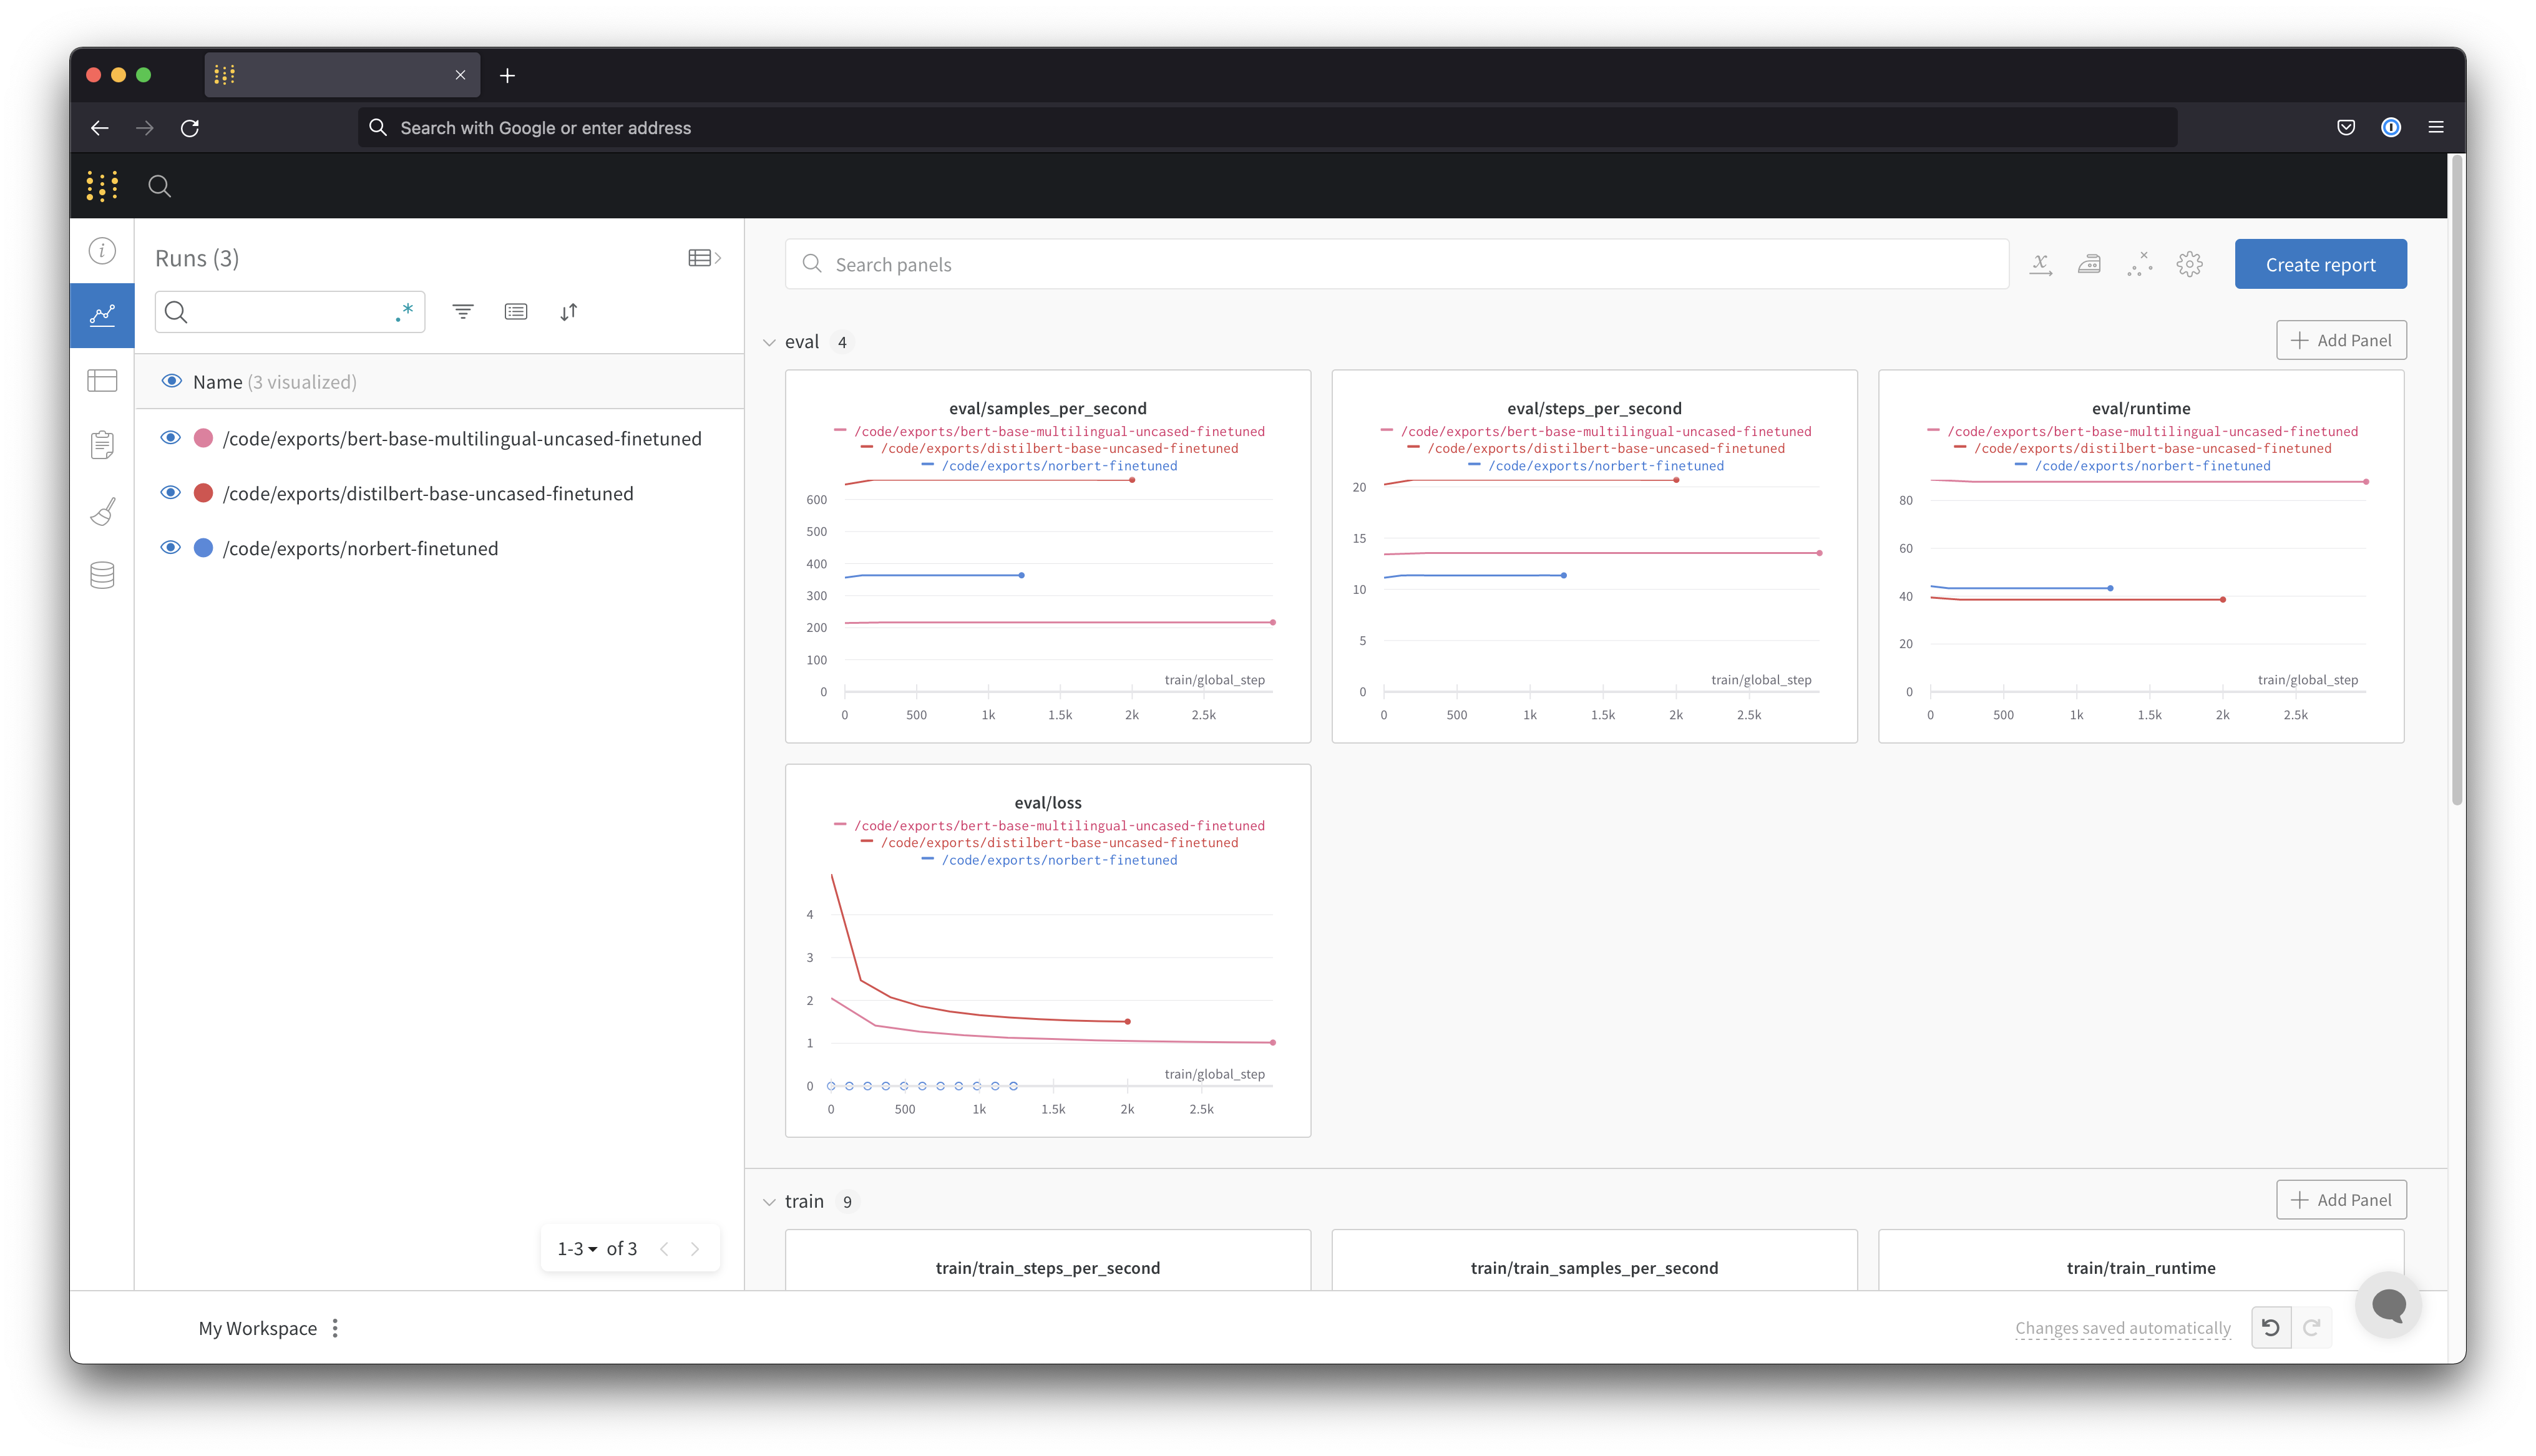 Search with Google or enter address
Runs (3)
.*
Name (3 visualized)
/code/exports/bert-base-multilingual-uncased-finetuned
/code/exports/distilbert-base-uncased-finetuned
/code/exports/norbert-finetuned
1-3 of 3
Search panels
Create report
eval 4
Add Panel
eval/samples_per_second
/code/exports/bert-base-multilingual-uncased-finetuned
/code/exports/distilbert-base-uncased-finetuned
/code/exports/norbert-finetuned
600
500
400
300
200
100
0
train/global_step
0 500 1k 1.5k 2k 2.5k
eval/steps_per_second
/code/exports/bert-base-multilingual-uncased-finetuned
/code/exports/distilbert-base-uncased-finetuned
/code/exports/norbert-finetuned
20
15
10
5
0
train/global_step
0 500 1k 1.5k 2k 2.5k
eval/runtime
/code/exports/bert-base-multilingual-uncased-finetuned
/code/exports/distilbert-base-uncased-finetuned
/code/exports/norbert-finetuned
80
60
40
20
0
train/global_step
0 500 1k 1.5k 2k 2.5k
eval/loss
/code/exports/bert-base-multilingual-uncased-finetuned
/code/exports/distilbert-base-uncased-finetuned
/code/exports/norbert-finetuned
4
3
2
1
0
train/global_step
0 500 1k 1.5k 2k 2.5k
train 9
Add Panel
train/train_steps_per_second
train/train_samples_per_second
train/train_runtime
My Workspace
Changes saved automatically